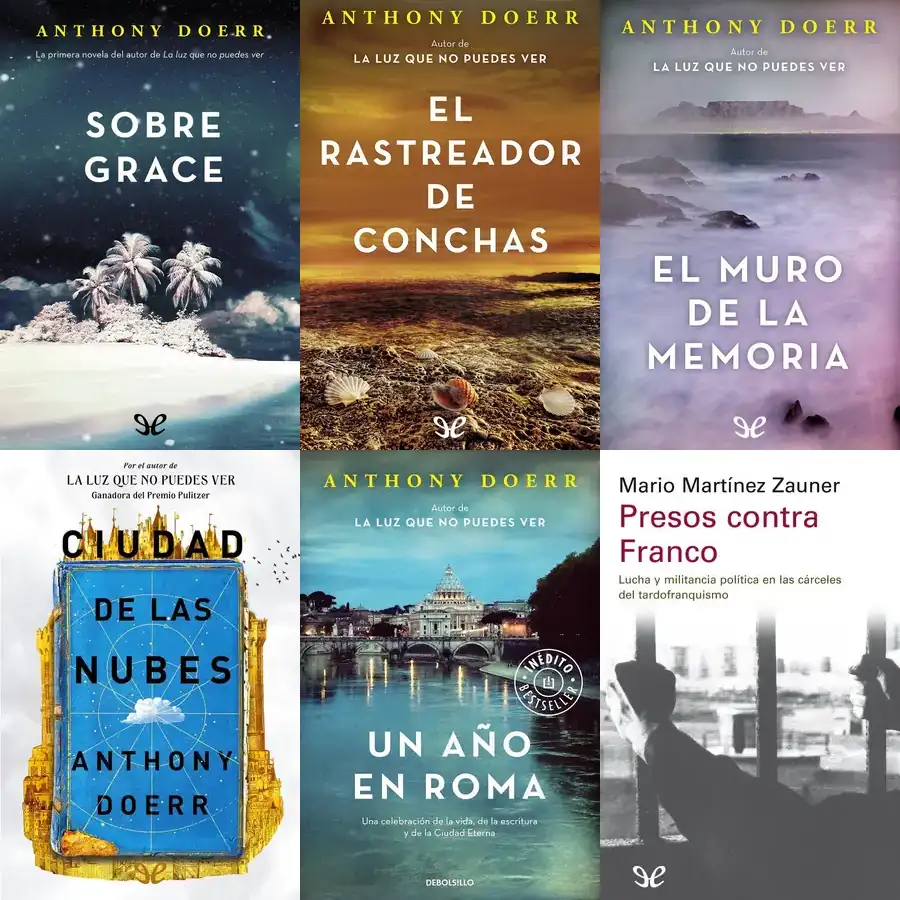 ANTHONY DOERR
La primera novela del autor de La luz que no puedes ver
SOBRE
GRACE
ANTHONY DOERR
Autor de
LA LUZ QUE NO PUEDES VER
EL
RASTREADOR
DE
CONCHAS
ANTHONY DOERR
Autor de
LA LUZ QUE NO PUEDES VER
EL MURO
DE LA
MEMORIA
Por el autor de
LA LUZ QUE NO PUEDES VER
Ganadora del Premio Pulitzer
CIUDAD
DE LAS
NUBES
ANTHONY
DOERR
ANTHONY DOERR
Autor de
LA LUZ QUE NO PUEDES VER
INÉDITO
BESTSELLER
UN AÑO
EN ROMA
Una celebración de la vida, de la escritura
y de la Ciudad Eterna
DEBOLSILLO
Mario Martínez Zauner
Presos contra
Franco
Lucha y militancia política en las cárceles
del tardofranquismo